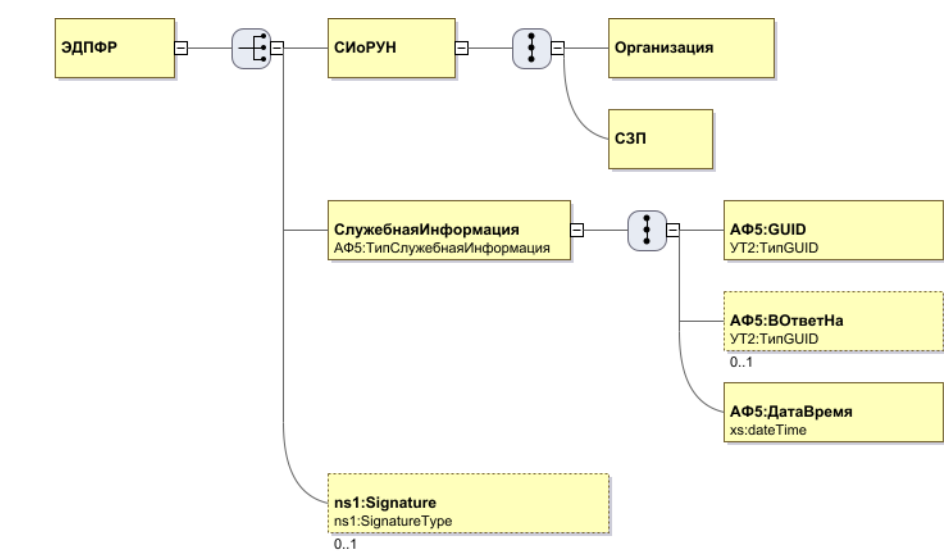 ЭДПФР
СИоРУН
Организация
СЗП
СлужебнаяИнформация
АФ5:ТипСлужебнаяИнформация
АФ5:GUID
УТ2:ТипGUID
АФ5:ВОтветНа
УТ2:ТипGUID
0..1
АФ5:ДатаВремя
xs:dateTime
ns1:Signature
ns1:SignatureType
0..1